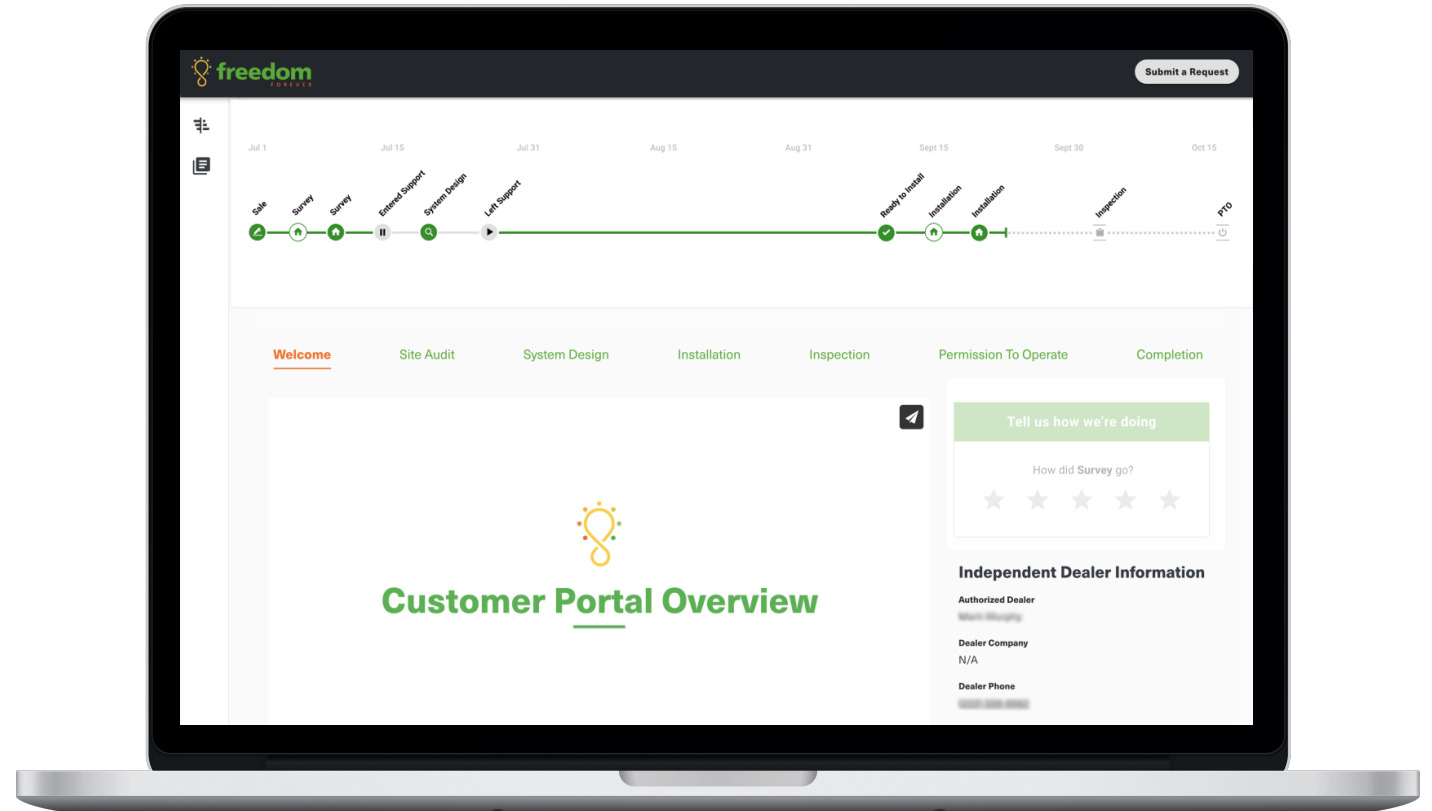 freedom
FOREVER
Submit a Request
Jul 1
Jul 15
Jul 31
Aug 15
Aug 31
Sept 15
Sept 30
Oct 15
Sale
Survey
Survey
Entered Support
System Design
Left Support
Ready to Install
Installation
Installation
Inspection
PTO
Welcome
Site Audit
System Design
Installation
Inspection
Permission To Operate
Completion
Customer Portal Overview
Tell us how we're doing
How did Survey go?
Independent Dealer Information
Authorized Dealer
Dealer Company
N/A
Dealer Phone